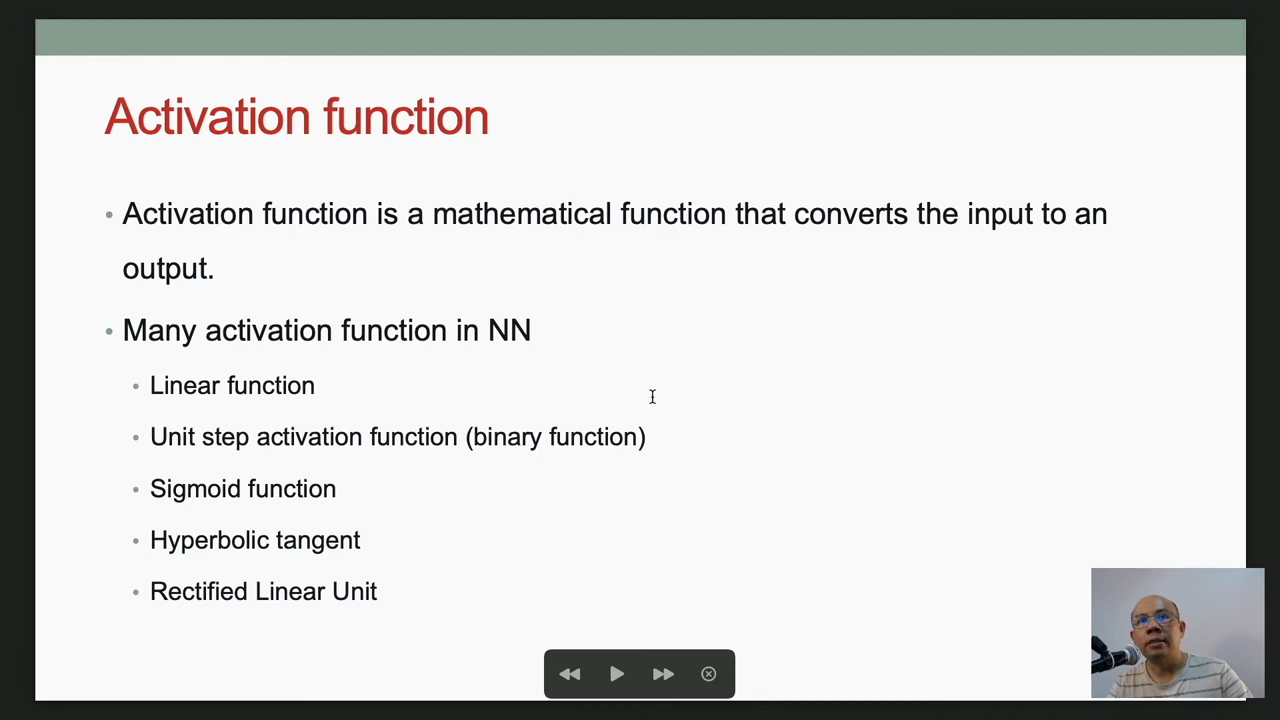 Activation function
• Activation function is a mathematical function that converts the input to an
output.
• Many activation function in NN
• Linear function
• Unit step activation function (binary function)
• Sigmoid function
• Hyperbolic tangent
• Rectified Linear Unit